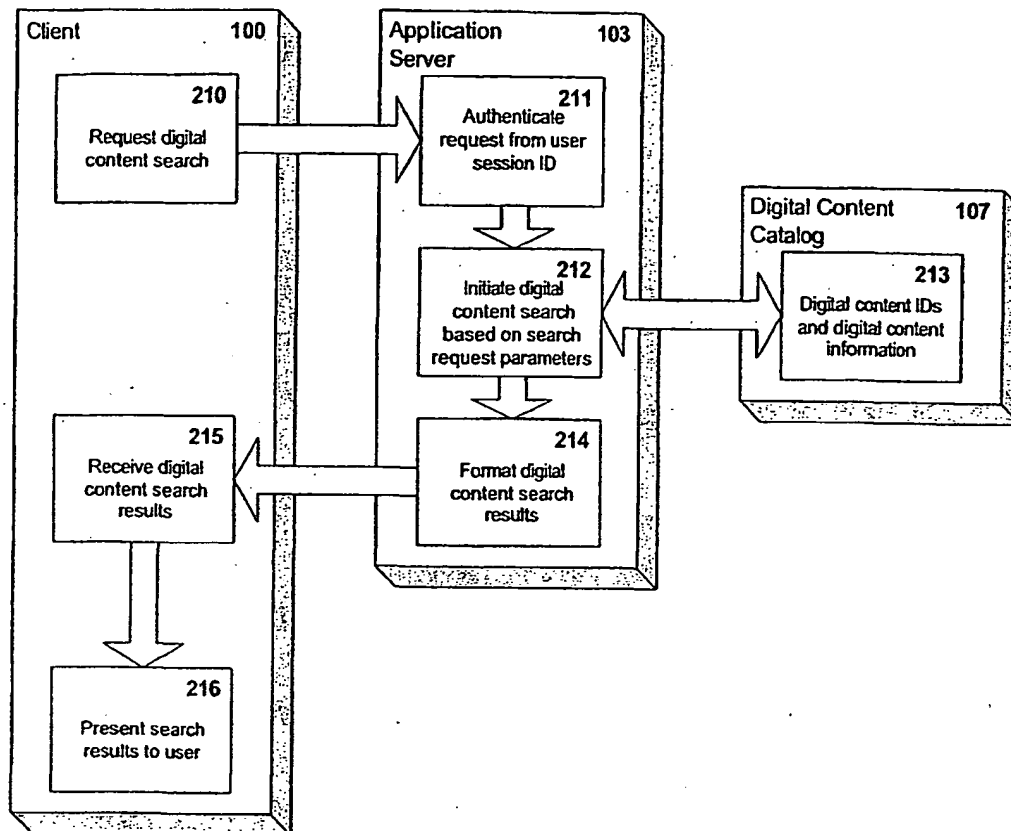 Client 100
210
Request digital
content search
215
Receive digital
content search
results
216
Present search
results to user
Application 103
Server
211
Authenticate
request from user
session ID
212
Initiate digital
content search
based on search
request parameters
214
Format digital
content search
results
Digital Content 107
Catalog
213
Digital content IDs
and digital content
information